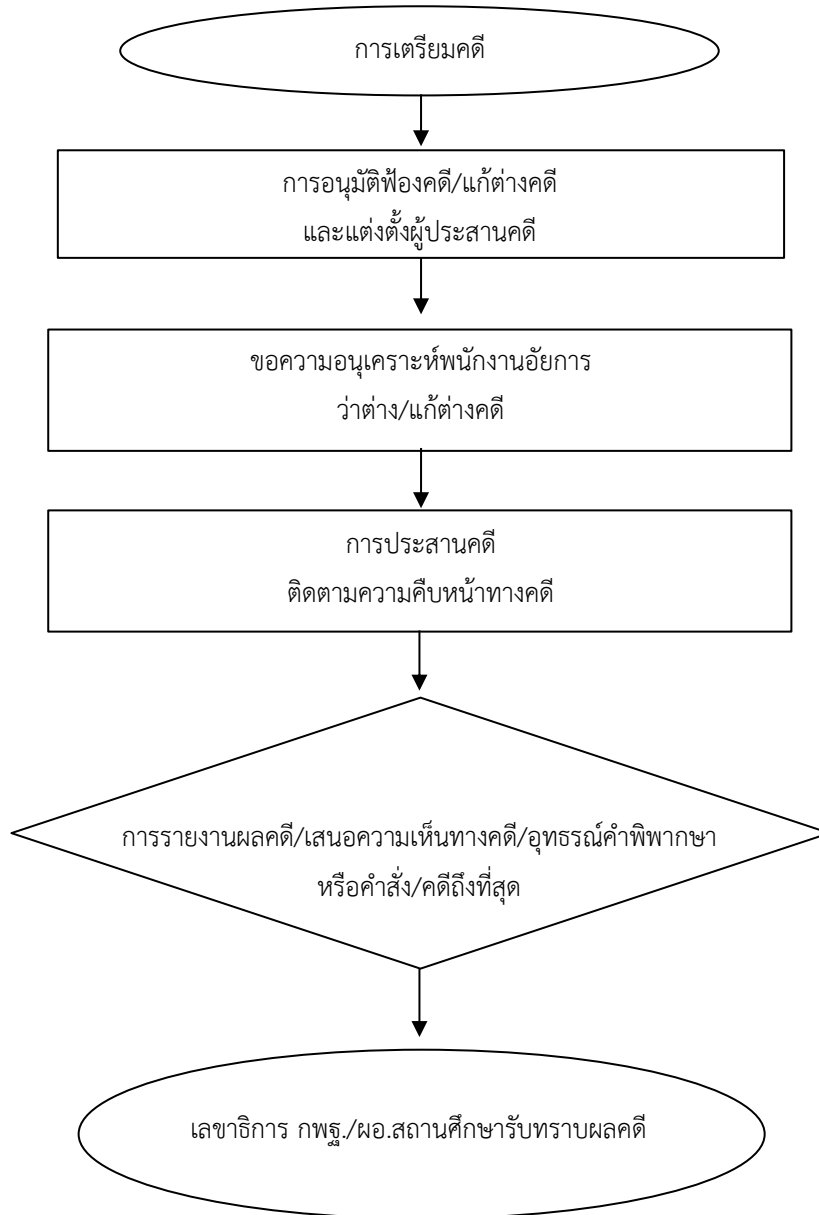 การเตรียมคดี
การอนุมัติฟ้องคดี/แก้ต่างคดี
และแต่งตั้งผู้ประสานคดี
ขอความอนุเคราะห์พนักงานอัยการ
ว่าต่าง/แก้ต่างคดี
การประสานคดี
ติดตามความคืบหน้าทางคดี
การรายงานผลคดี/เสนอความเห็นทางคดี/อุทธรณ์คำพิพากษา
หรือคำสั่ง/คดีถึงที่สุด
เลขาธิการ กพฐ./ผอ.สถานศึกษารับทราบผลคดี